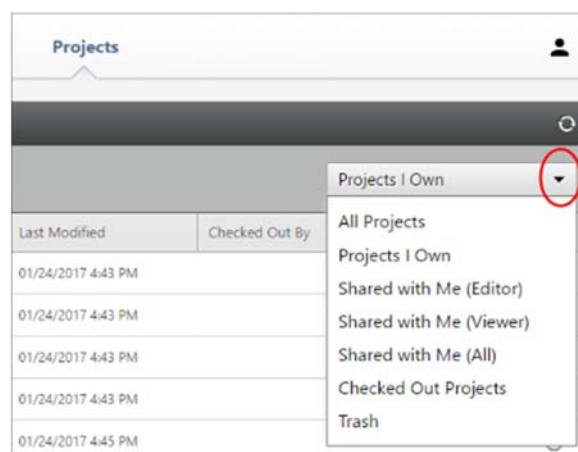 Projects
Projects I Own
Last Modified Checked Out By
All Projects
Projects I Own
Shared with Me (Editor)
Shared with Me (Viewer)
Shared with Me (All)
Checked Out Projects
Trash
01/24/2017 4:43 PM
01/24/2017 4:43 PM
01/24/2017 4:43 PM
01/24/2017 4:43 PM
01/24/2017 4:45 PM